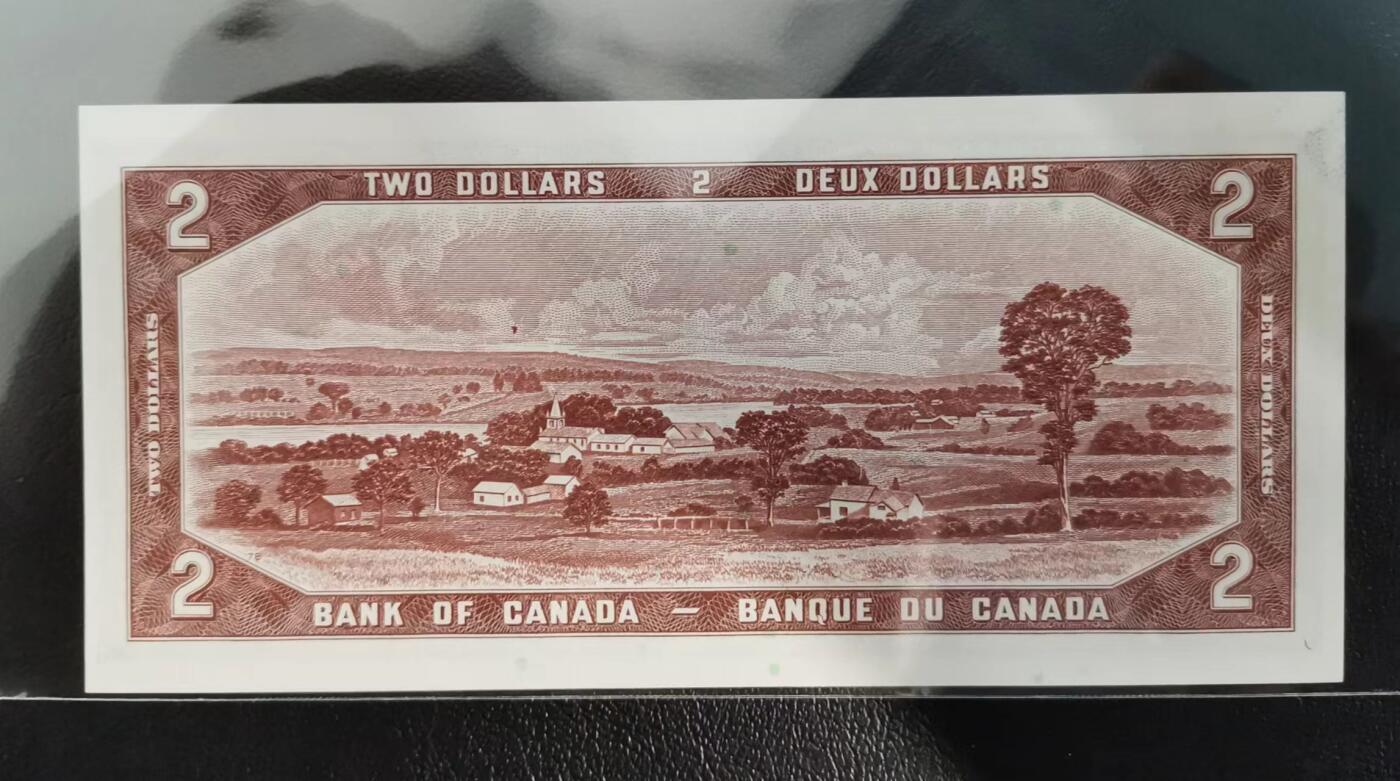 TWO DOLLARS 2 DEUX DOLLARS
2 2
TWO DOLLARS
DEUX DOLLARS
2 2
BANK OF CANADA — BANQUE DU CANADA